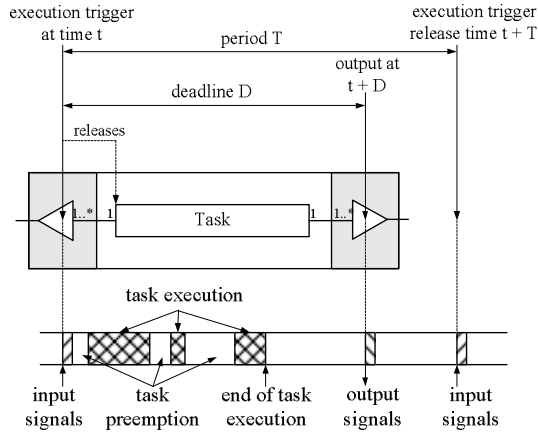 execution trigger
at time t
execution trigger
release time t + T
period T
output at
t + D
deadline D
releases
1..*
1
Task
1
1..*
task execution
input
signals
task
preemption
end of task
execution
output
signals
input
signals